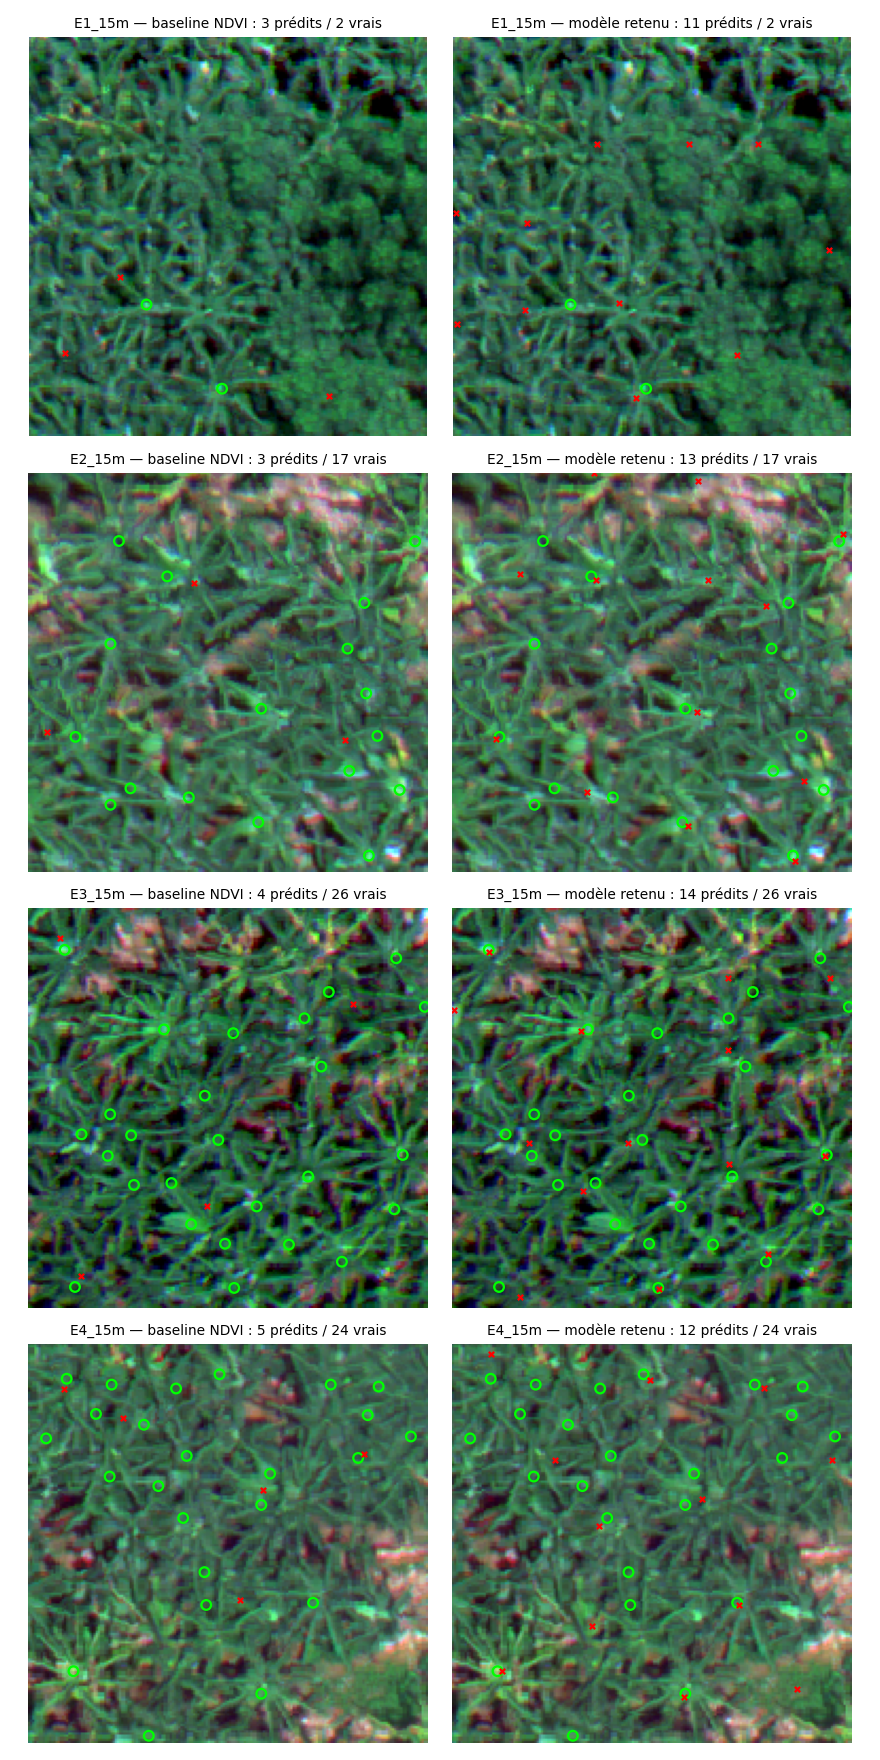 E1_15m — baseline NDVI : 3 prédits / 2 vrais
E1_15m — modèle retenu : 11 prédits / 2 vrais
E2_15m — baseline NDVI : 3 prédits / 17 vrais
E2_15m — modèle retenu : 13 prédits / 17 vrais
E3_15m — baseline NDVI : 4 prédits / 26 vrais
E3_15m — modèle retenu : 14 prédits / 26 vrais
E4_15m — baseline NDVI : 5 prédits / 24 vrais
E4_15m — modèle retenu : 12 prédits / 24 vrais